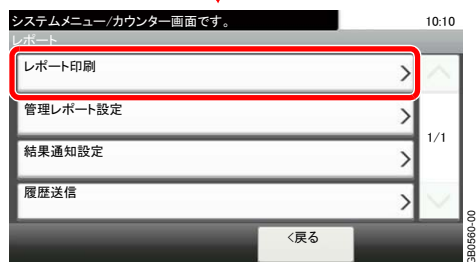 システムメニュー/カウンター画面です。
10:10
レポート
レポート印刷
管理レポート設定
1/1
結果通知設定
履歴送信
<戻る
GB0560-00